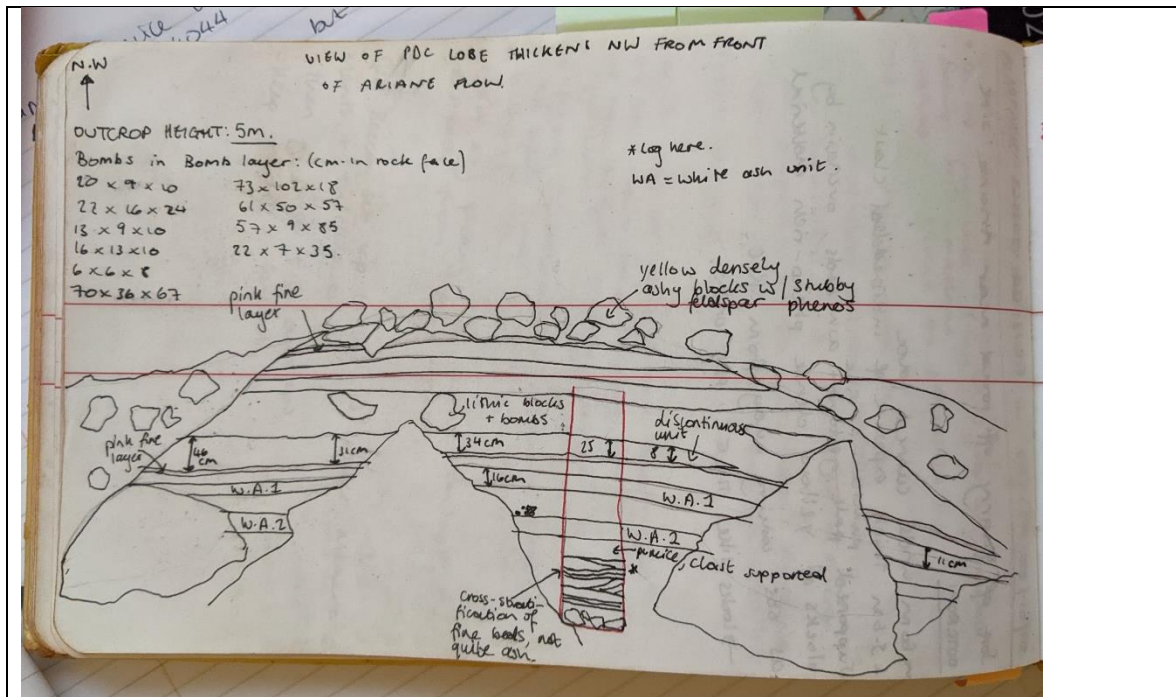 N.W
VIEW OF PDC LOBE THICKENS NW FROM FRONT
OF ARIANE FLOW.
OUTCROP HEIGHT: 5m.
Bombs in Bomb layer: (cm-in rock face)
20 x 9 x 10
22 x 16 x 24
13 x 9 x 10
16 x 13 x 10
6 x 6 x 8
70 x 36 x 67
73 x 102 x 18
61 x 50 x 57
57 x 9 x 85
22 x 7 x 35.
*Log here.
WA = White ash unit.
pink fine
layer
yellow densely
ashy blocks w/ stubby
feldspar phenos
lithic blocks
+ bombs
discontinuous
unit
pink fine
layer
46
cm
31cm
34cm
25
8
16cm
W.A.1
W.A.1
W.A.2
W.A.2
pumice, clast supported
*
11cm
cross-strati-
fication of
fine beds, not
quite ash.